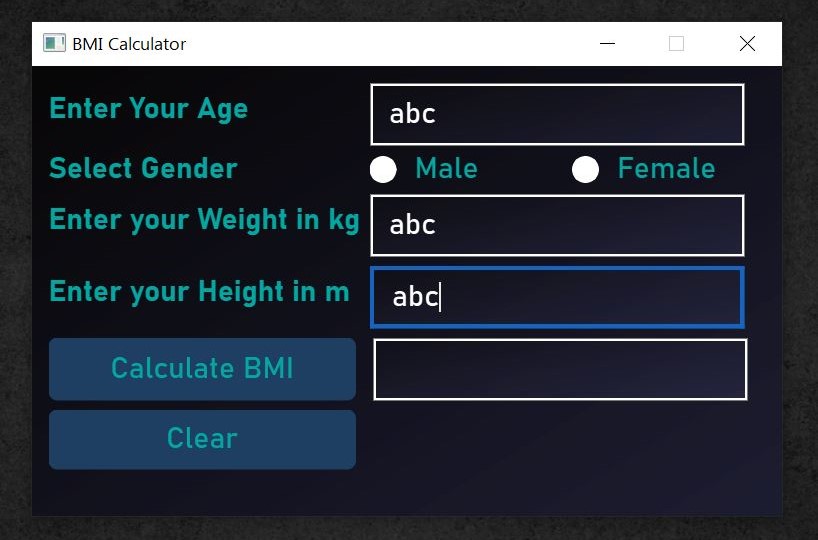 BMI Calculator
Enter Your Age
abc
Select Gender
Male
Female
Enter your Weight in kg
abc
Enter your Height in m
abc
Calculate BMI
Clear